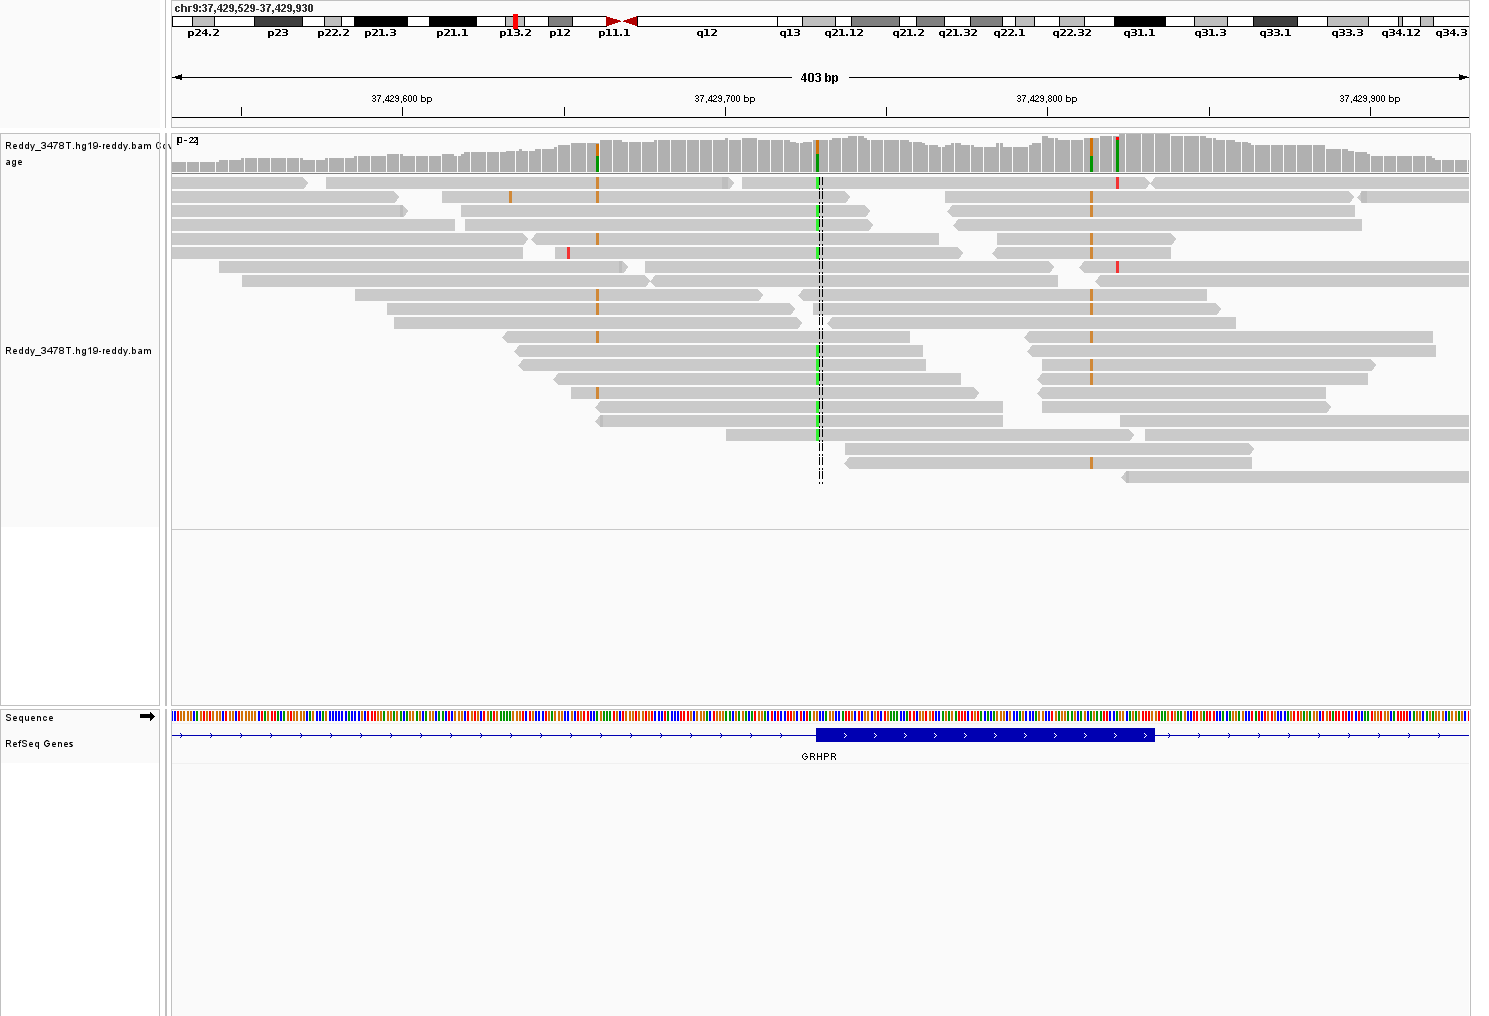 chr9:37,429,529-37,429,930
p24.2 p23 p22.2 p21.3 p21.1 p13.2 p12 p11.1 q12 q13 q21.12 q21.2 q21.32 q22.1 q22.32 q31.1 q31.3 q33.1 q33.3 q34.12 q34.3
403 bp
37,429,600 bp 37,429,700 bp 37,429,800 bp 37,429,900 bp
Reddy_3478T.hg19-reddy.bam Cov
age
[0-22]
Reddy_3478T.hg19-reddy.bam
Sequence
RefSeq Genes
GRHPR